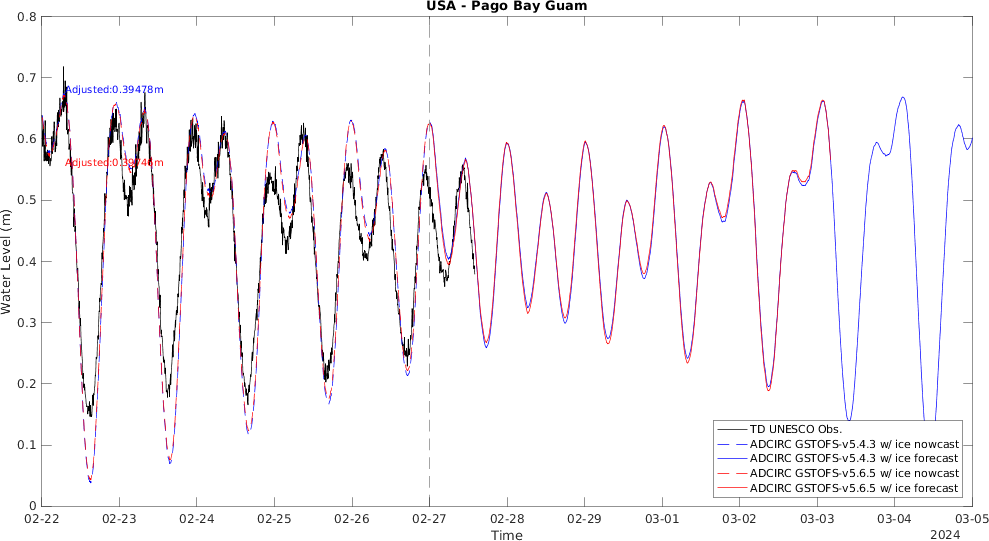 USA - Pago Bay Guam
0.8
0.7
0.6
0.5
0.4
0.3
0.2
0.1
0
Water Level (m)
Adjusted:0.39478m
Adjusted:0.39746m
TD UNESCO Obs.
ADCIRC GSTOFS-v5.4.3 w/ ice nowcast
ADCIRC GSTOFS-v5.4.3 w/ ice forecast
ADCIRC GSTOFS-v5.6.5 w/ ice nowcast
ADCIRC GSTOFS-v5.6.5 w/ ice forecast
02-22 02-23 02-24 02-25 02-26 02-27 02-28 02-29 03-01 03-02 03-03 03-04 03-05
Time
2024